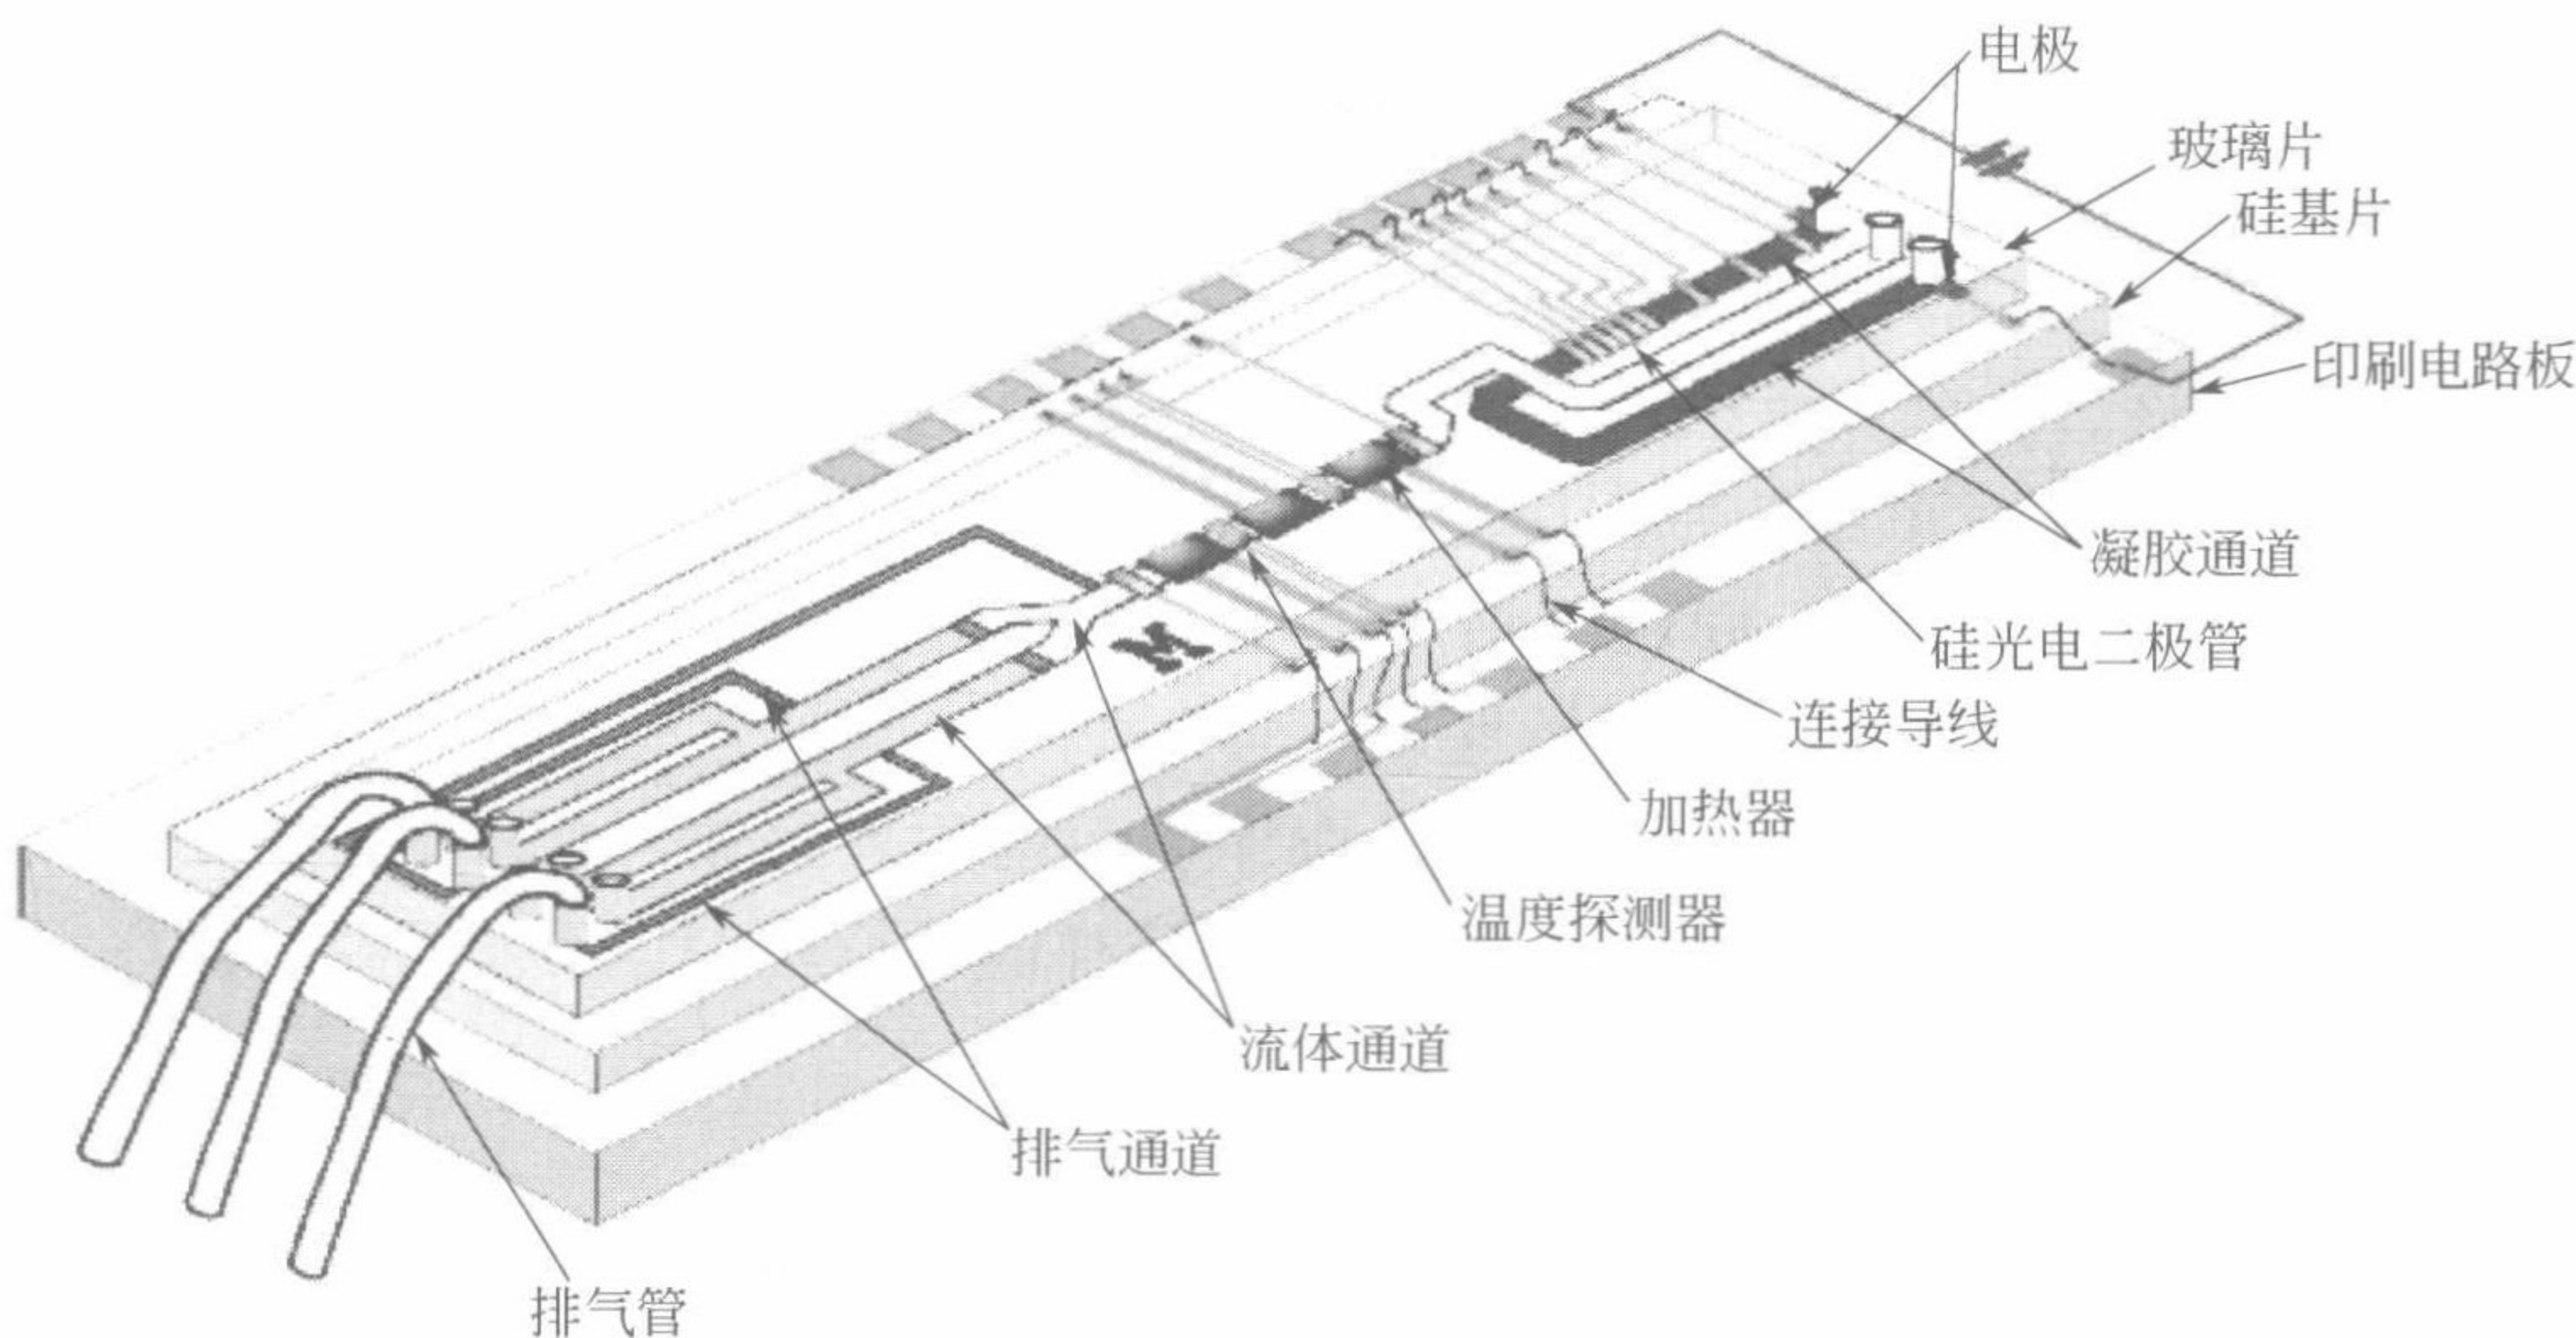 电极
玻璃片
硅基片
印刷电路板
凝胶通道
硅光电二极管
连接导线
加热器
温度探测器
流体通道
排气通道
排气管
M